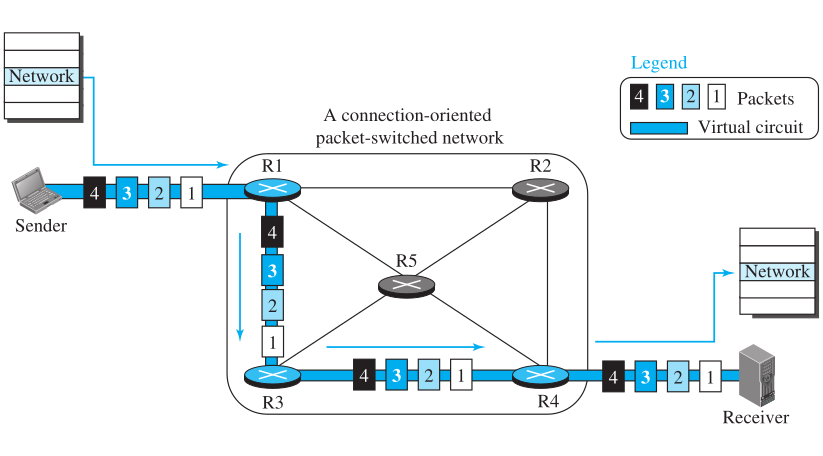 Network
Legend
4 3 2 1 Packets
Virtual circuit
A connection-oriented
packet-switched network
R1
R2
4 3 2 1
Sender
4
3
2
1
R5
Network
R3
4 3 2 1
R4
4 3 2 1
Receiver